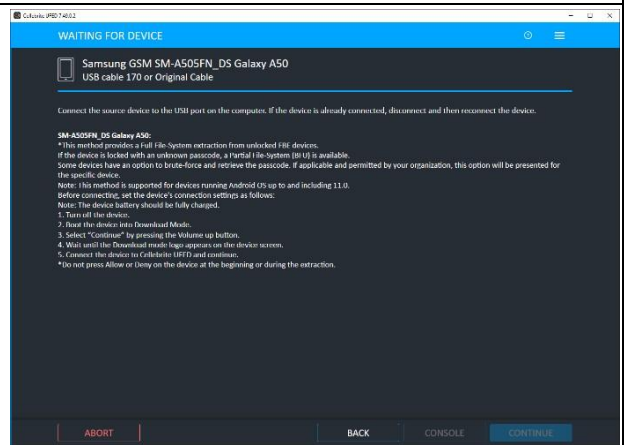 Cellebrite UFED 7.49.0.2
WAITING FOR DEVICE
Samsung GSM SM-A505FN_DS Galaxy A50
USB cable 170 or Original Cable
Connect the source device to the USB port on the computer. If the device is already connected, disconnect and then reconnect the device.
SM-A505FN_DS Galaxy A50:
*This method provides a Full File-System extraction from unlocked FBE devices.
If the device is locked with an unknown passcode, a Partial File-System (BFU) is available.
Some devices have an option to brute-force and retrieve the passcode. If applicable and permitted by your organization, this option will be presented for
the specific device.
Note: This method is supported for devices running Android OS up to and including 11.0.
Before connecting, set the device's connection settings as follows:
Note: The device battery should be fully charged.
1. Turn off the device.
2. Boot the device into Download Mode.
3. Select "Continue" by pressing the Volume up button.
4. Wait until the Download mode logo appears on the device screen.
5. Connect the device to Cellebrite UFED and continue.
*Do not press Allow or Deny on the device at the beginning or during the extraction.
ABORT BACK CONSOLE CONTINUE